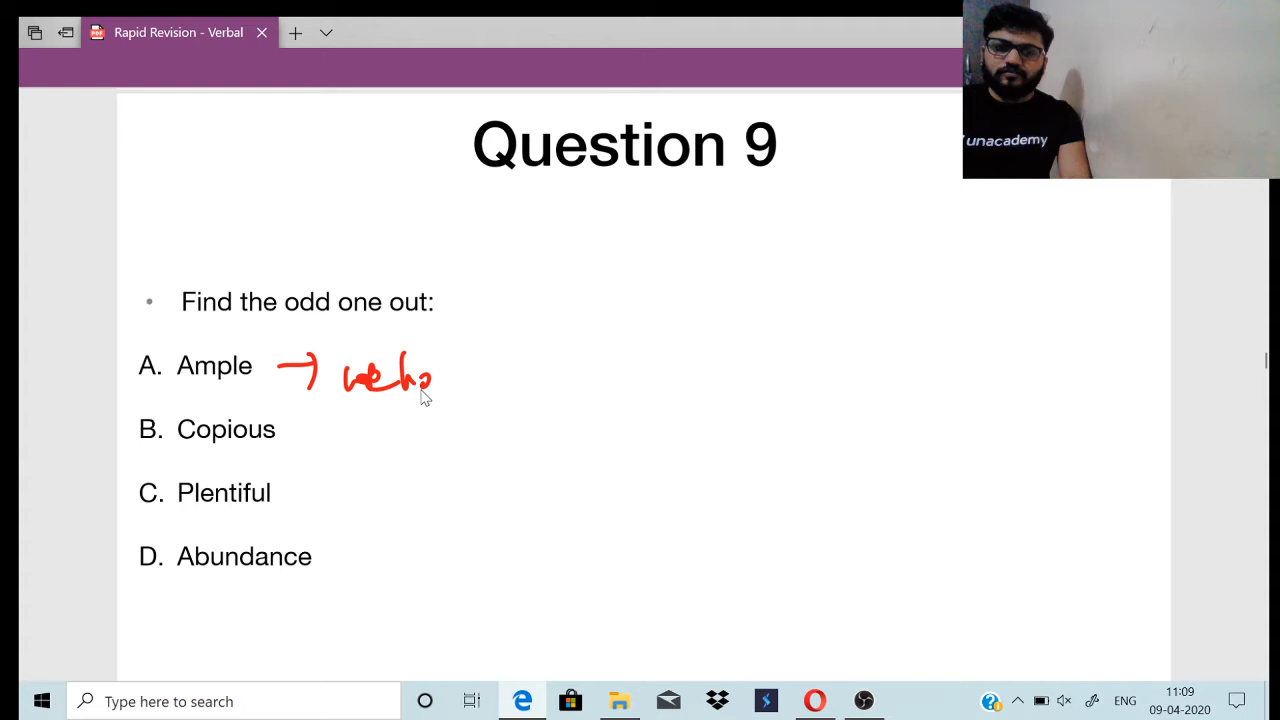 Rapid Revision - Verbal
unacademy
Question 9
• Find the odd one out:
A. Ample →
B. Copious
C. Plentiful
D. Abundance
Type here to search
ENG
11:09
09-04-2020